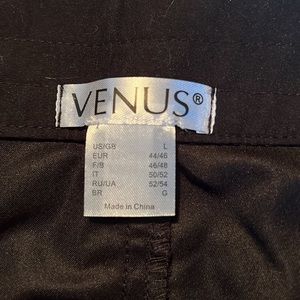 VENUS®
US/GB L
EUR 44/46
F/B 46/48
IT 50/52
RU/UA 52/54
BR G
Made in China